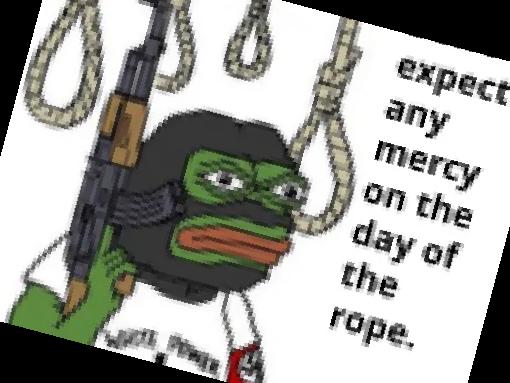 expect
any
mercy
on the
day of
the
rope.